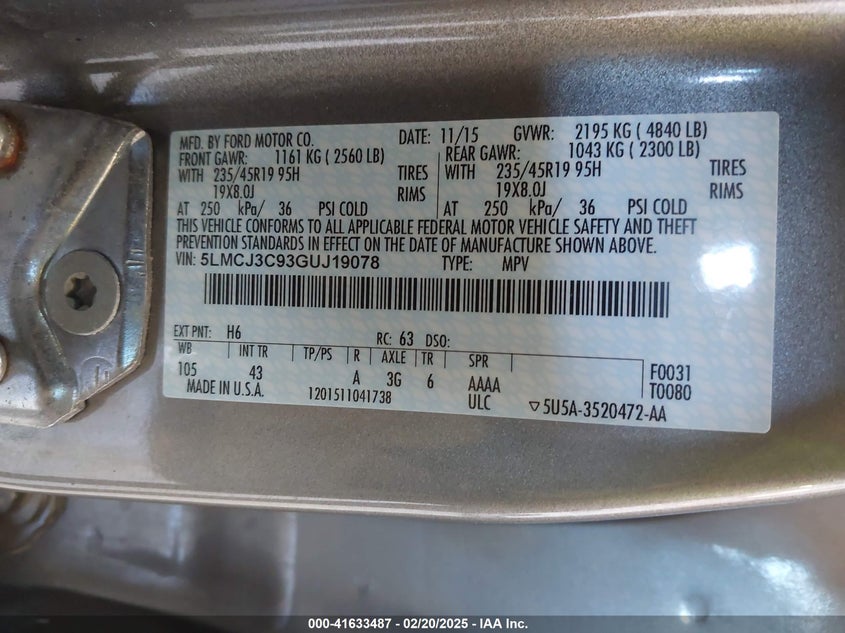 MFD. BY FORD MOTOR CO. DATE: 11/15 GVWR: 2195 KG ( 4840 LB)
FRONT GAWR: 1161 KG ( 2560 LB) REAR GAWR: 1043 KG ( 2300 LB)
WITH 235/45R19 95H TIRES WITH 235/45R19 95H TIRES
19X8.0J RIMS 19X8.0J RIMS
AT 250 kPa/ 36 PSI COLD AT 250 kPa/ 36 PSI COLD
THIS VEHICLE CONFORMS TO ALL APPLICABLE FEDERAL MOTOR VEHICLE SAFETY AND THEFT
PREVENTION STANDARDS IN EFFECT ON THE DATE OF MANUFACTURE SHOWN ABOVE.
VIN: 5LMCJ3C93GUJ19078 TYPE: MPV
EXT PNT: H6 RC: 63 DSO:
WB INT TR TP/PS R AXLE TR SPR
105 43 A 3G 6 AAAA F0031
MADE IN U.S.A. 1201511041738 ULC ▽5U5A-3520472-AA T0080
000-41633487 - 02/20/2025 - IAA Inc.